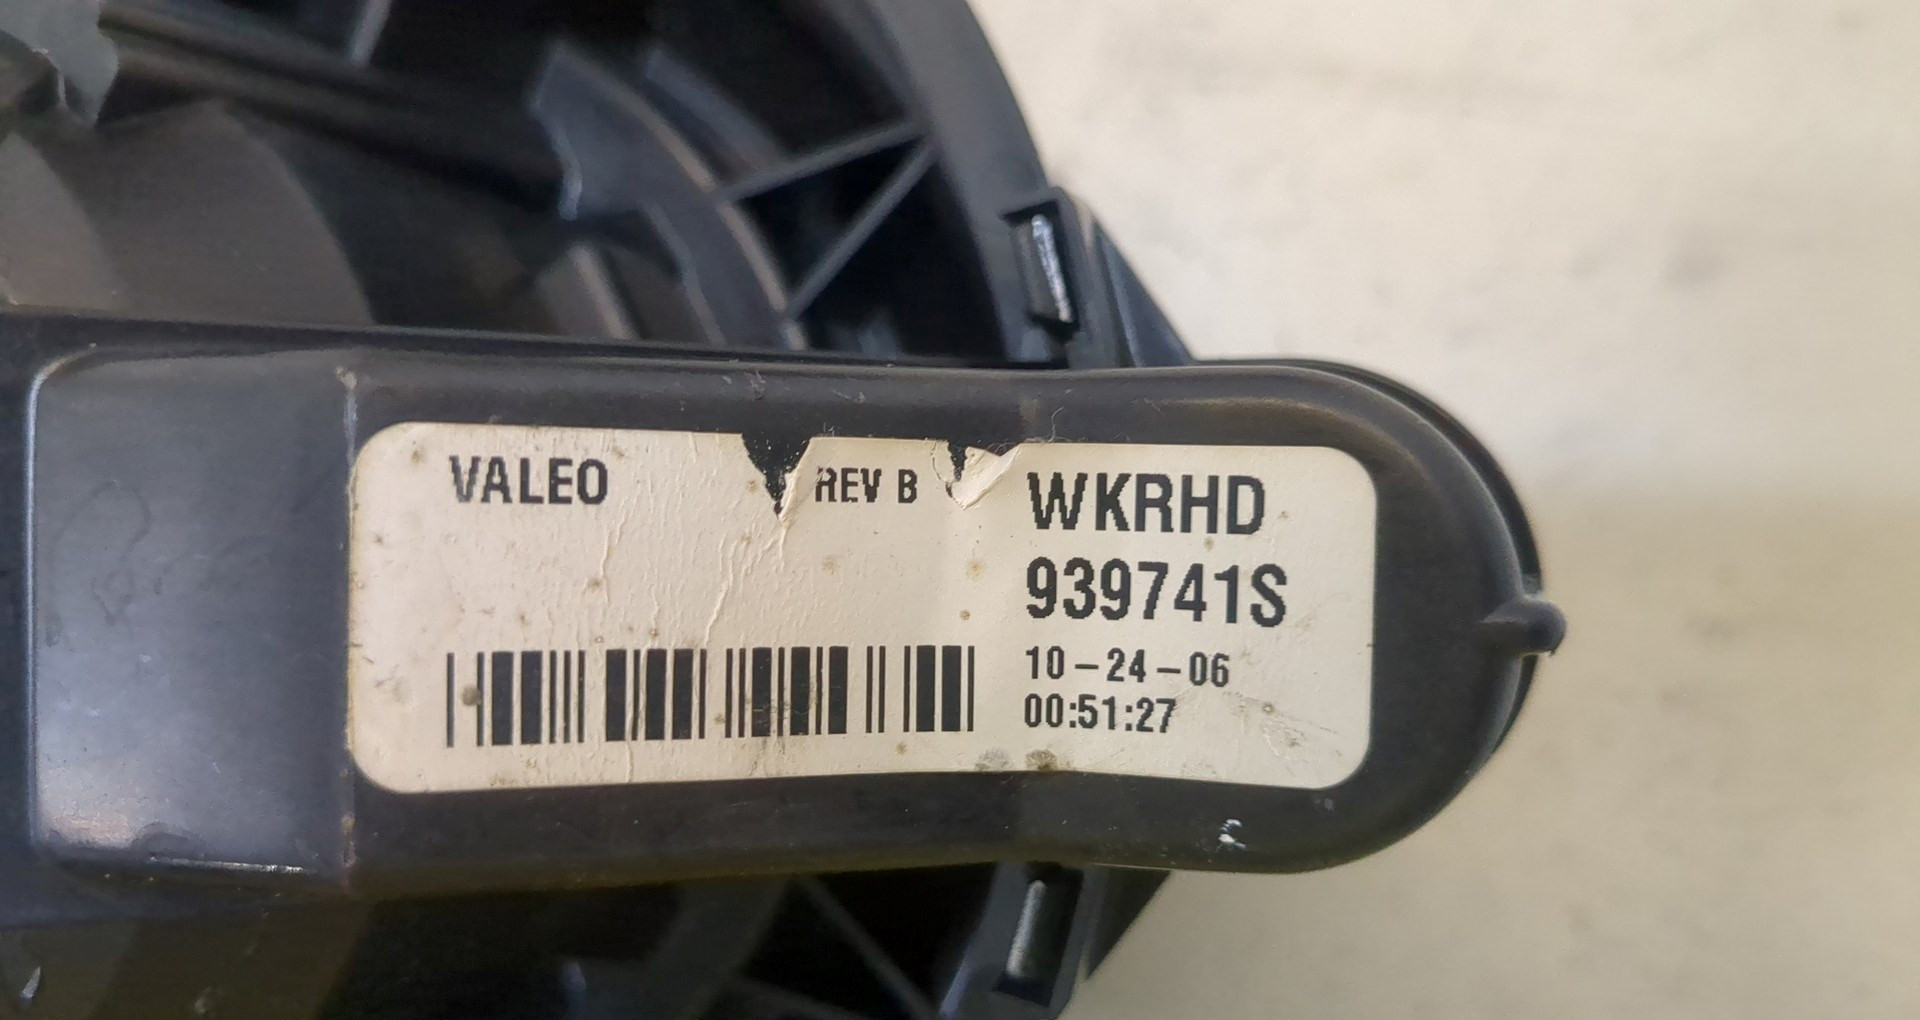 VALEO REV B WKRHD
939741S
10-24-06
00:51:27